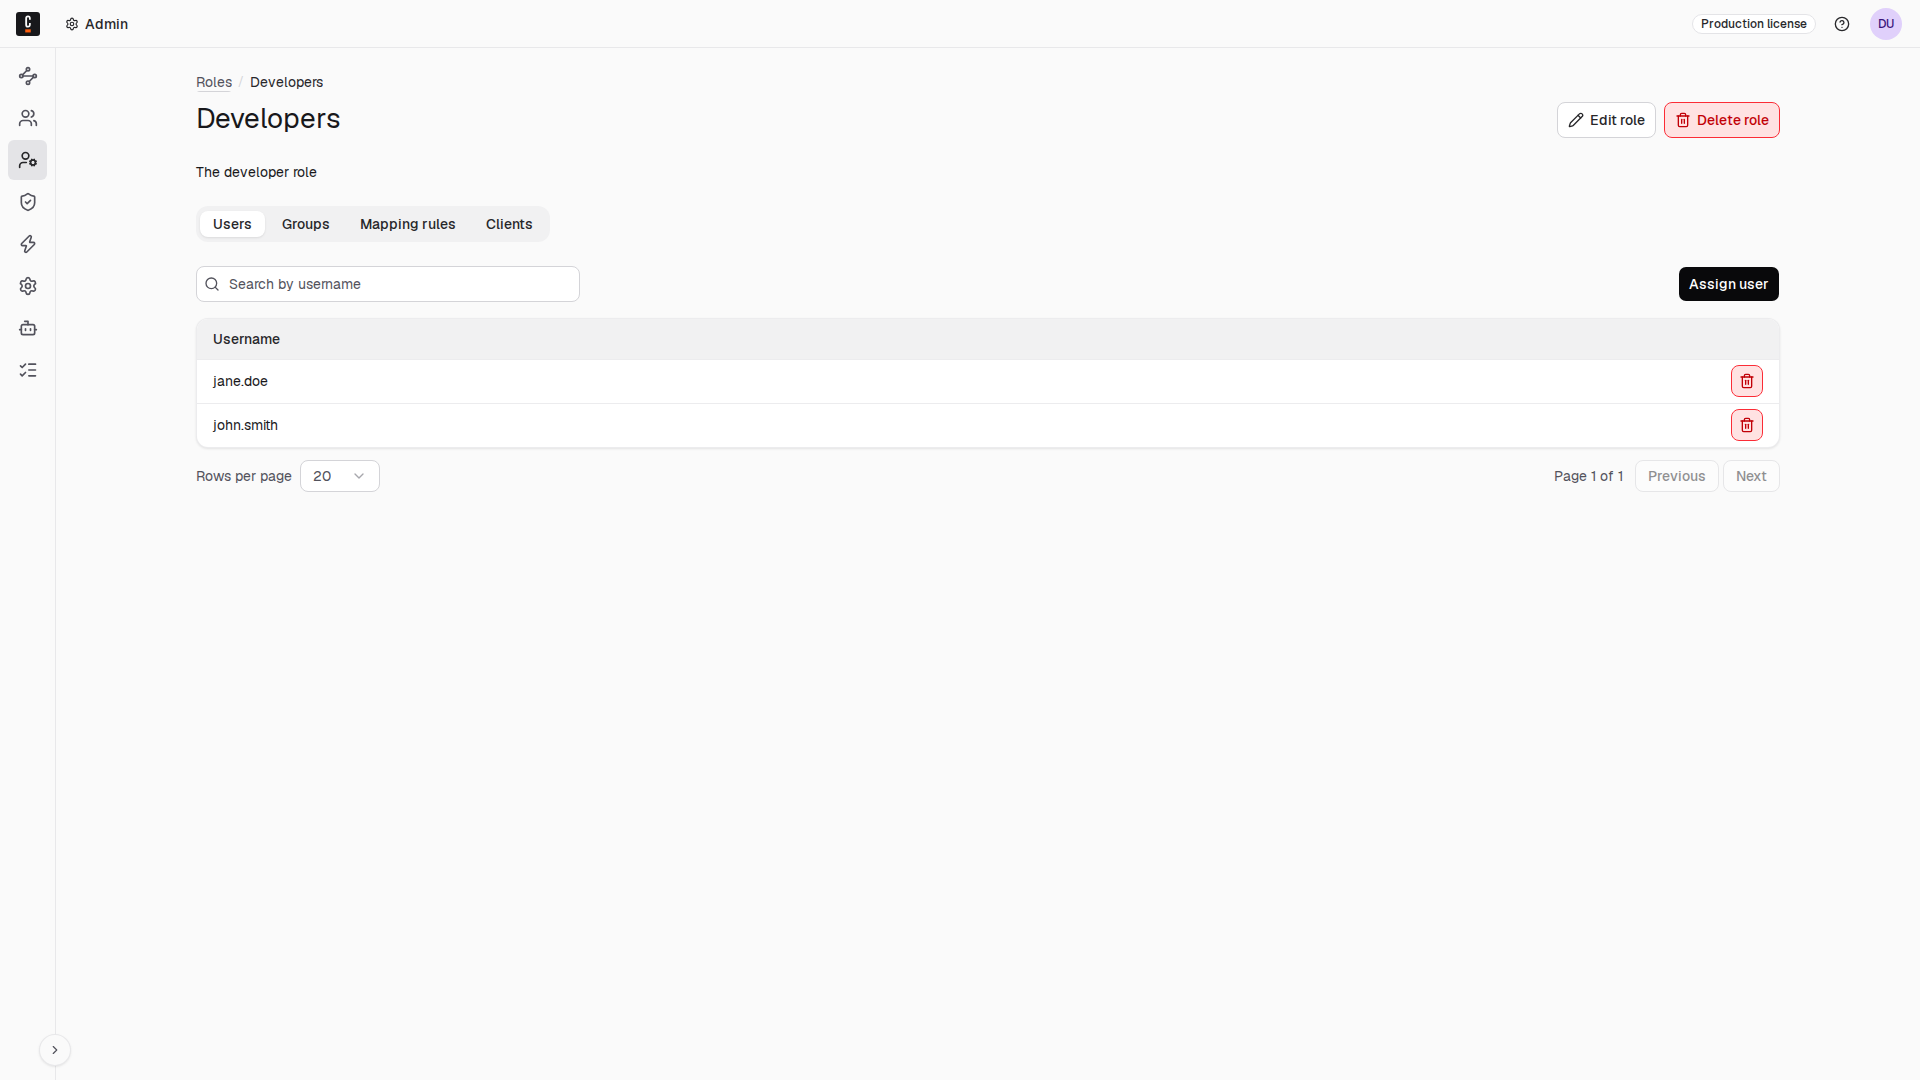 C
Admin
Production license
DU
Roles / Developers
Developers
Edit role
Delete role
The developer role
Users
Groups
Mapping rules
Clients
Search by username
Assign user
Username
jane.doe
john.smith
Rows per page
20
Page 1 of 1
Previous
Next